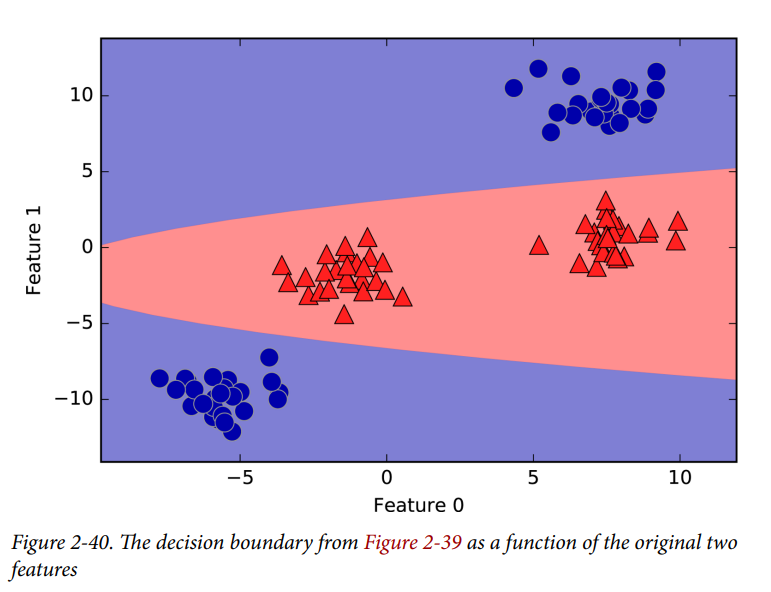 10
5
0
−5
−10
Feature 1
−5 0 5 10
Feature 0
Figure 2-40. The decision boundary from Figure 2-39 as a function of the original two
features